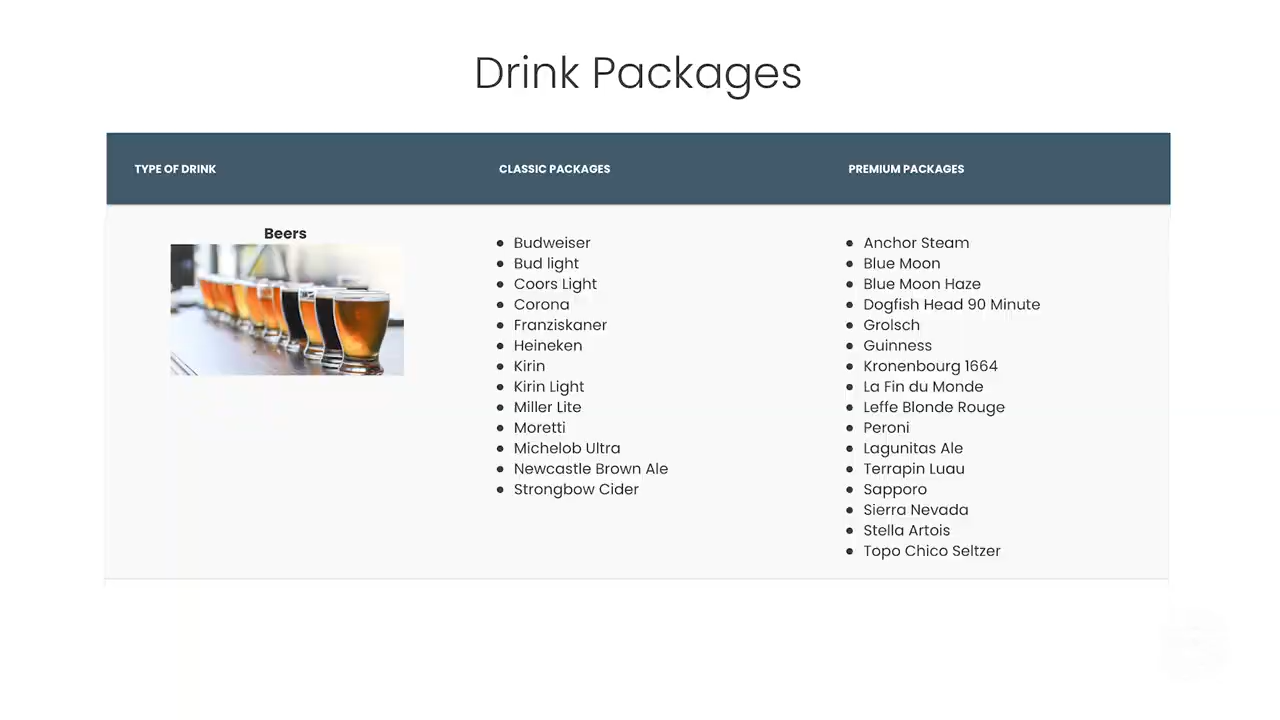 Drink Packages
TYPE OF DRINK
CLASSIC PACKAGES
PREMIUM PACKAGES
Beers
Budweiser
Bud light
Coors Light
Corona
Franziskaner
Heineken
Kirin
Kirin Light
Miller Lite
Moretti
Michelob Ultra
Newcastle Brown Ale
Strongbow Cider
Anchor Steam
Blue Moon
Blue Moon Haze
Dogfish Head 90 Minute
Grolsch
Guinness
Kronenbourg 1664
La Fin du Monde
Leffe Blonde Rouge
Peroni
Lagunitas Ale
Terrapin Luau
Sapporo
Sierra Nevada
Stella Artois
Topo Chico Seltzer